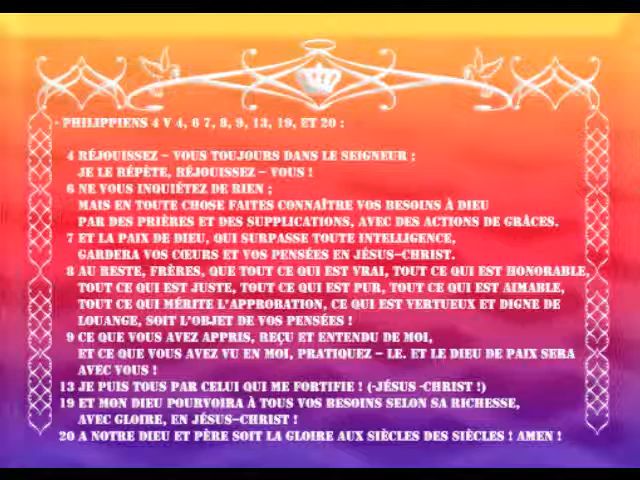 - PHILIPPIENS 4 V 4, 6 7, 8, 9, 13, 19, ET 20 :
4 RÉJOUISSEZ – VOUS TOUJOURS DANS LE SEIGNEUR ;
JE LE RÉPÈTE, RÉJOUISSEZ – VOUS !
6 NE VOUS INQUIÉTEZ DE RIEN ;
MAIS EN TOUTE CHOSE FAITES CONNAÎTRE VOS BESOINS À DIEU
PAR DES PRIÈRES ET DES SUPPLICATIONS, AVEC DES ACTIONS DE GRÂCES.
7 ET LA PAIX DE DIEU, QUI SURPASSE TOUTE INTELLIGENCE,
GARDERA VOS CŒURS ET VOS PENSÉES EN JÉSUS–CHRIST.
8 AU RESTE, FRÈRES, QUE TOUT CE QUI EST VRAI, TOUT CE QUI EST HONORABLE,
TOUT CE QUI EST JUSTE, TOUT CE QUI EST PUR, TOUT CE QUI EST AIMABLE,
TOUT CE QUI MÉRITE L'APPROBATION, CE QUI EST VERTUEUX ET DIGNE DE
LOUANGE, SOIT L'OBJET DE VOS PENSÉES !
9 CE QUE VOUS AVEZ APPRIS, REÇU ET ENTENDU DE MOI,
ET CE QUE VOUS AVEZ VU EN MOI, PRATIQUEZ – LE. ET LE DIEU DE PAIX SERA
AVEC VOUS !
13 JE PUIS TOUS PAR CELUI QUI ME FORTIFIE ! (-JÉSUS -CHRIST !)
19 ET MON DIEU POURVOIRA À TOUS VOS BESOINS SELON SA RICHESSE,
AVEC GLOIRE, EN JÉSUS–CHRIST !
20 A NOTRE DIEU ET PÈRE SOIT LA GLOIRE AUX SIÈCLES DES SIÈCLES ! AMEN !